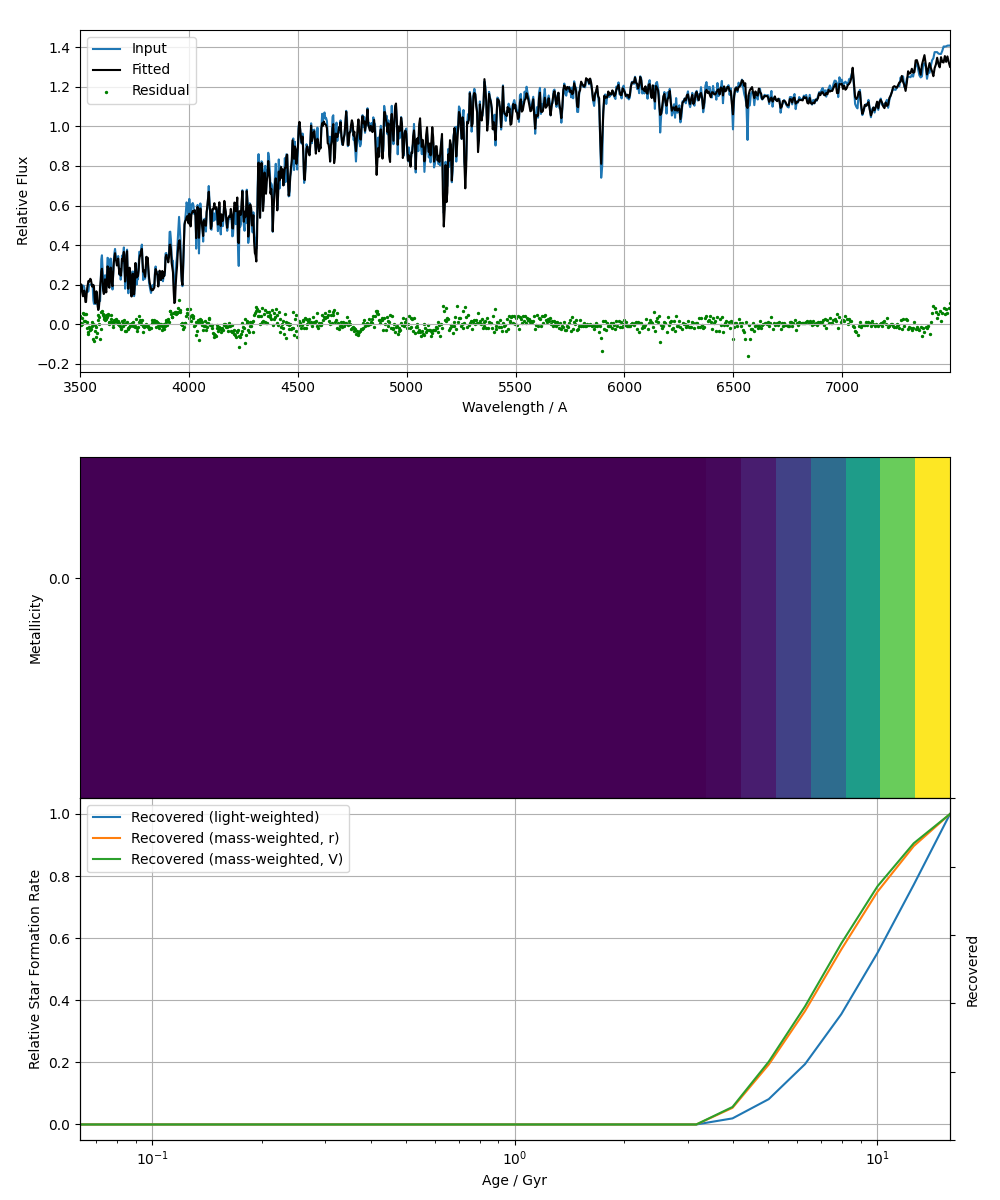 1.4
1.2
1.0
0.8
0.6
0.4
0.2
0.0
−0.2
Relative Flux
Input
Fitted
Residual
3500
4000
4500
5000
5500
6000
6500
7000
Wavelength / A
0.0
Metallicity
1.0
0.8
0.6
0.4
0.2
0.0
Relative Star Formation Rate
Recovered (light-weighted)
Recovered (mass-weighted, r)
Recovered (mass-weighted, V)
Recovered
10⁻¹
10⁰
10¹
Age / Gyr